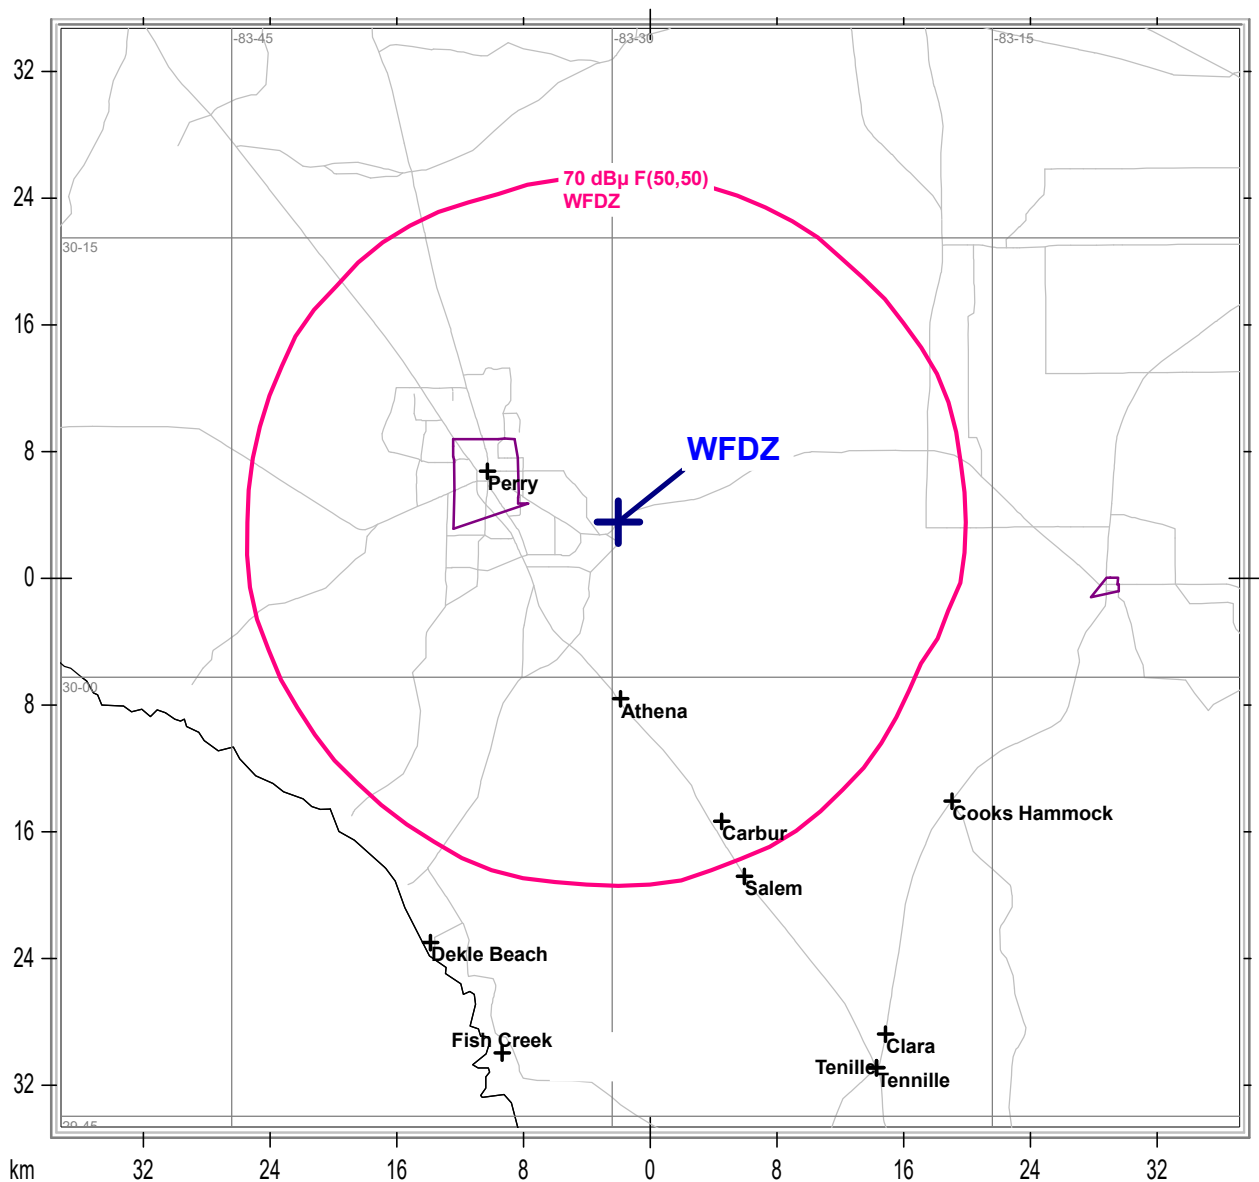 -83-45
-83-30
-83-15
32
24
70 dBµ F(50,50)
WFDZ
30-15
16
8
WFDZ
Perry
0
30-00
8
Athena
Cooks Hammock
16
Carbur
Salem
24
Dekle Beach
Fish Creek
Clara
Tenille
Tennille
32
29-45
km
32
24
16
8
0
8
16
24
32